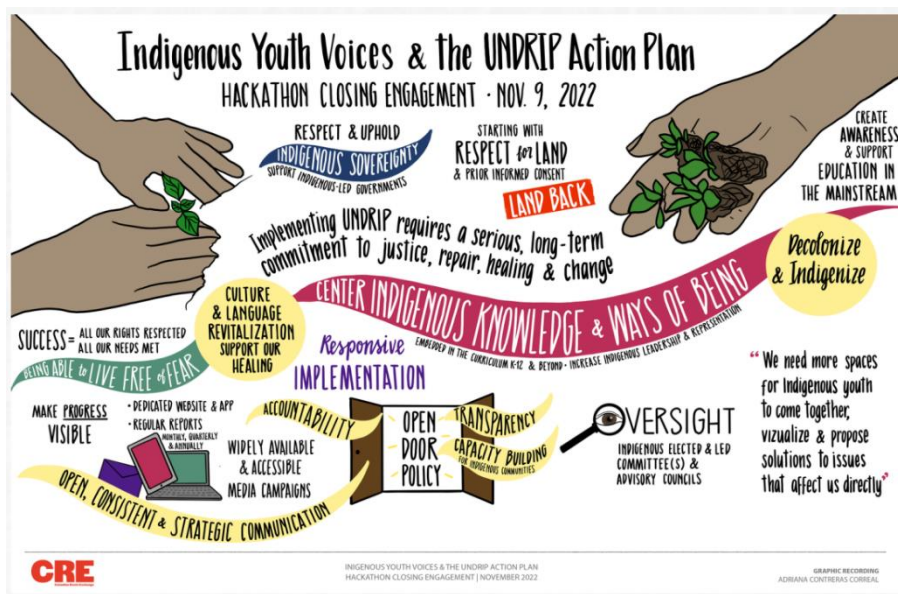 Indigenous Youth Voices & the UNDRIP Action Plan
HACKATHON CLOSING ENGAGEMENT · NOV. 9, 2022
RESPECT & UPHOLD
INDIGENOUS SOVEREIGNTY
SUPPORT INDIGENOUS-LED GOVERNMENTS
STARTING WITH
RESPECT for LAND
& PRIOR INFORMED CONSENT
LAND BACK
CREATE
AWARENESS
& SUPPORT
EDUCATION IN
THE MAINSTREAM
Implementing UNDRIP requires a serious, long-term
commitment to justice, repair, healing & change
Decolonize
& Indigenize
CENTER INDIGENOUS KNOWLEDGE & WAYS OF BEING
EMBEDDED IN THE CURRICULUM K-12 & BEYOND · INCREASE INDIGENOUS LEADERSHIP & REPRESENTATION
CULTURE
& LANGUAGE
REVITALIZATION
SUPPORT OUR
HEALING
SUCCESS = ALL OUR RIGHTS RESPECTED
ALL OUR NEEDS MET
BEING ABLE to LIVE FREE of FEAR
Responsive
IMPLEMENTATION
MAKE PROGRESS
VISIBLE
· DEDICATED WEBSITE & APP
· REGULAR REPORTS
MONTHLY, QUARTERLY
& ANNUALLY
WIDELY AVAILABLE
& ACCESSIBLE
MEDIA CAMPAIGNS
OPEN, CONSISTENT & STRATEGIC COMMUNICATION
ACCOUNTABILITY
OPEN
DOOR
POLICY
TRANSPARENCY
CAPACITY BUILDING
FOR INDIGENOUS COMMUNITIES
OVERSIGHT
INDIGENOUS ELECTED & LED
COMMITTEE(S) &
ADVISORY COUNCILS
"We need more spaces
for Indigenous youth
to come together,
vizualize & propose
solutions to issues
that affect us directly"
CRE
INIGENOUS YOUTH VOICES & THE UNDRIP ACTION PLAN
HACKATHON CLOSING ENGAGEMENT | NOVEMBER 2022
GRAPHIC RECORDING
ADRIANA CONTRERAS CORREAL